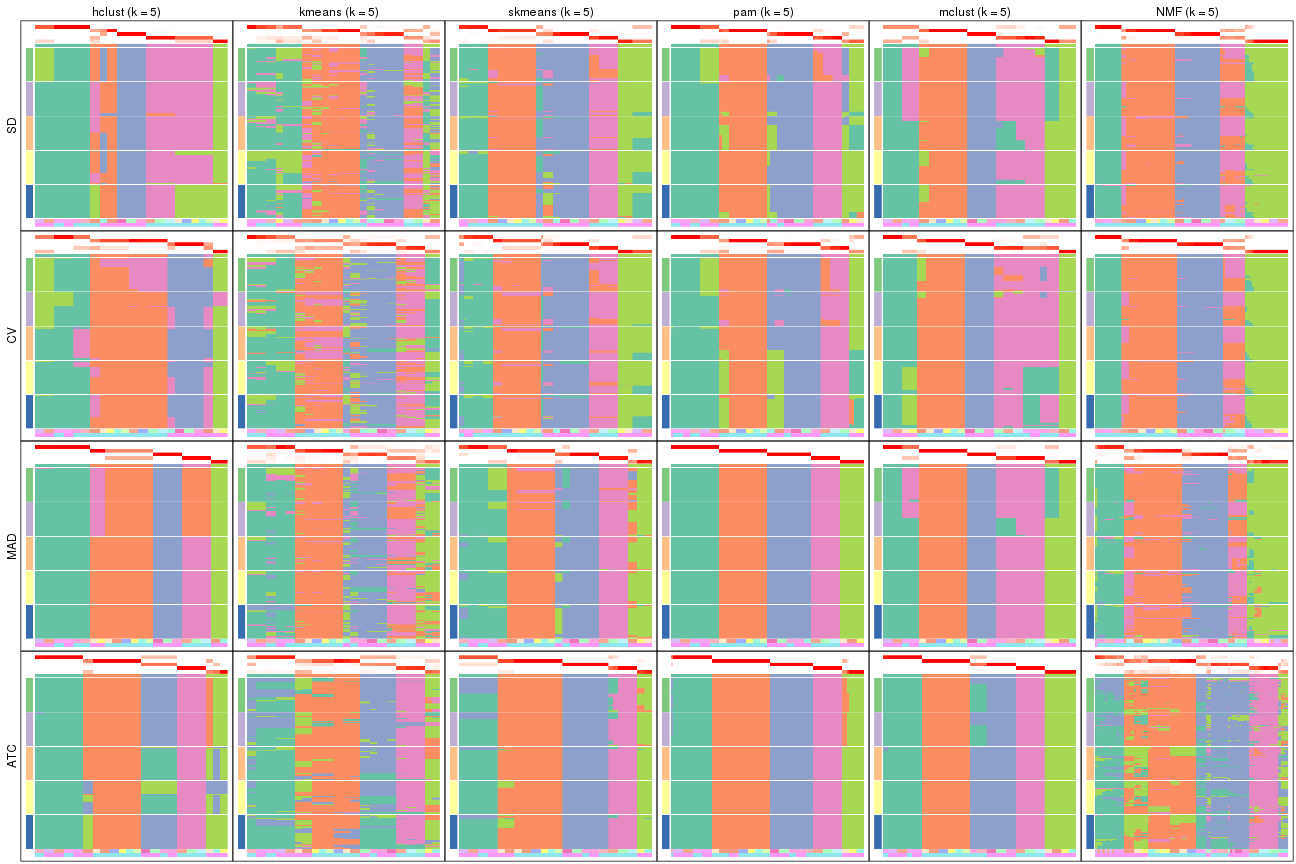 hclust (k = 5) kmeans (k = 5) skmeans (k = 5) pam (k = 5) mclust (k = 5) NMF (k = 5)
SD
CV
MAD
ATC